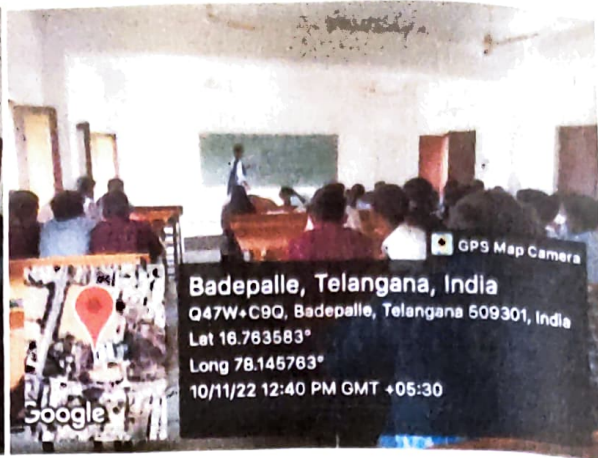 GPS Map Camera
Badepalle, Telangana, India
Q47W+C9Q, Badepalle, Telangana 509301, India
Lat 16.763583°
Long 78.145763°
10/11/22 12:40 PM GMT +05:30
Google